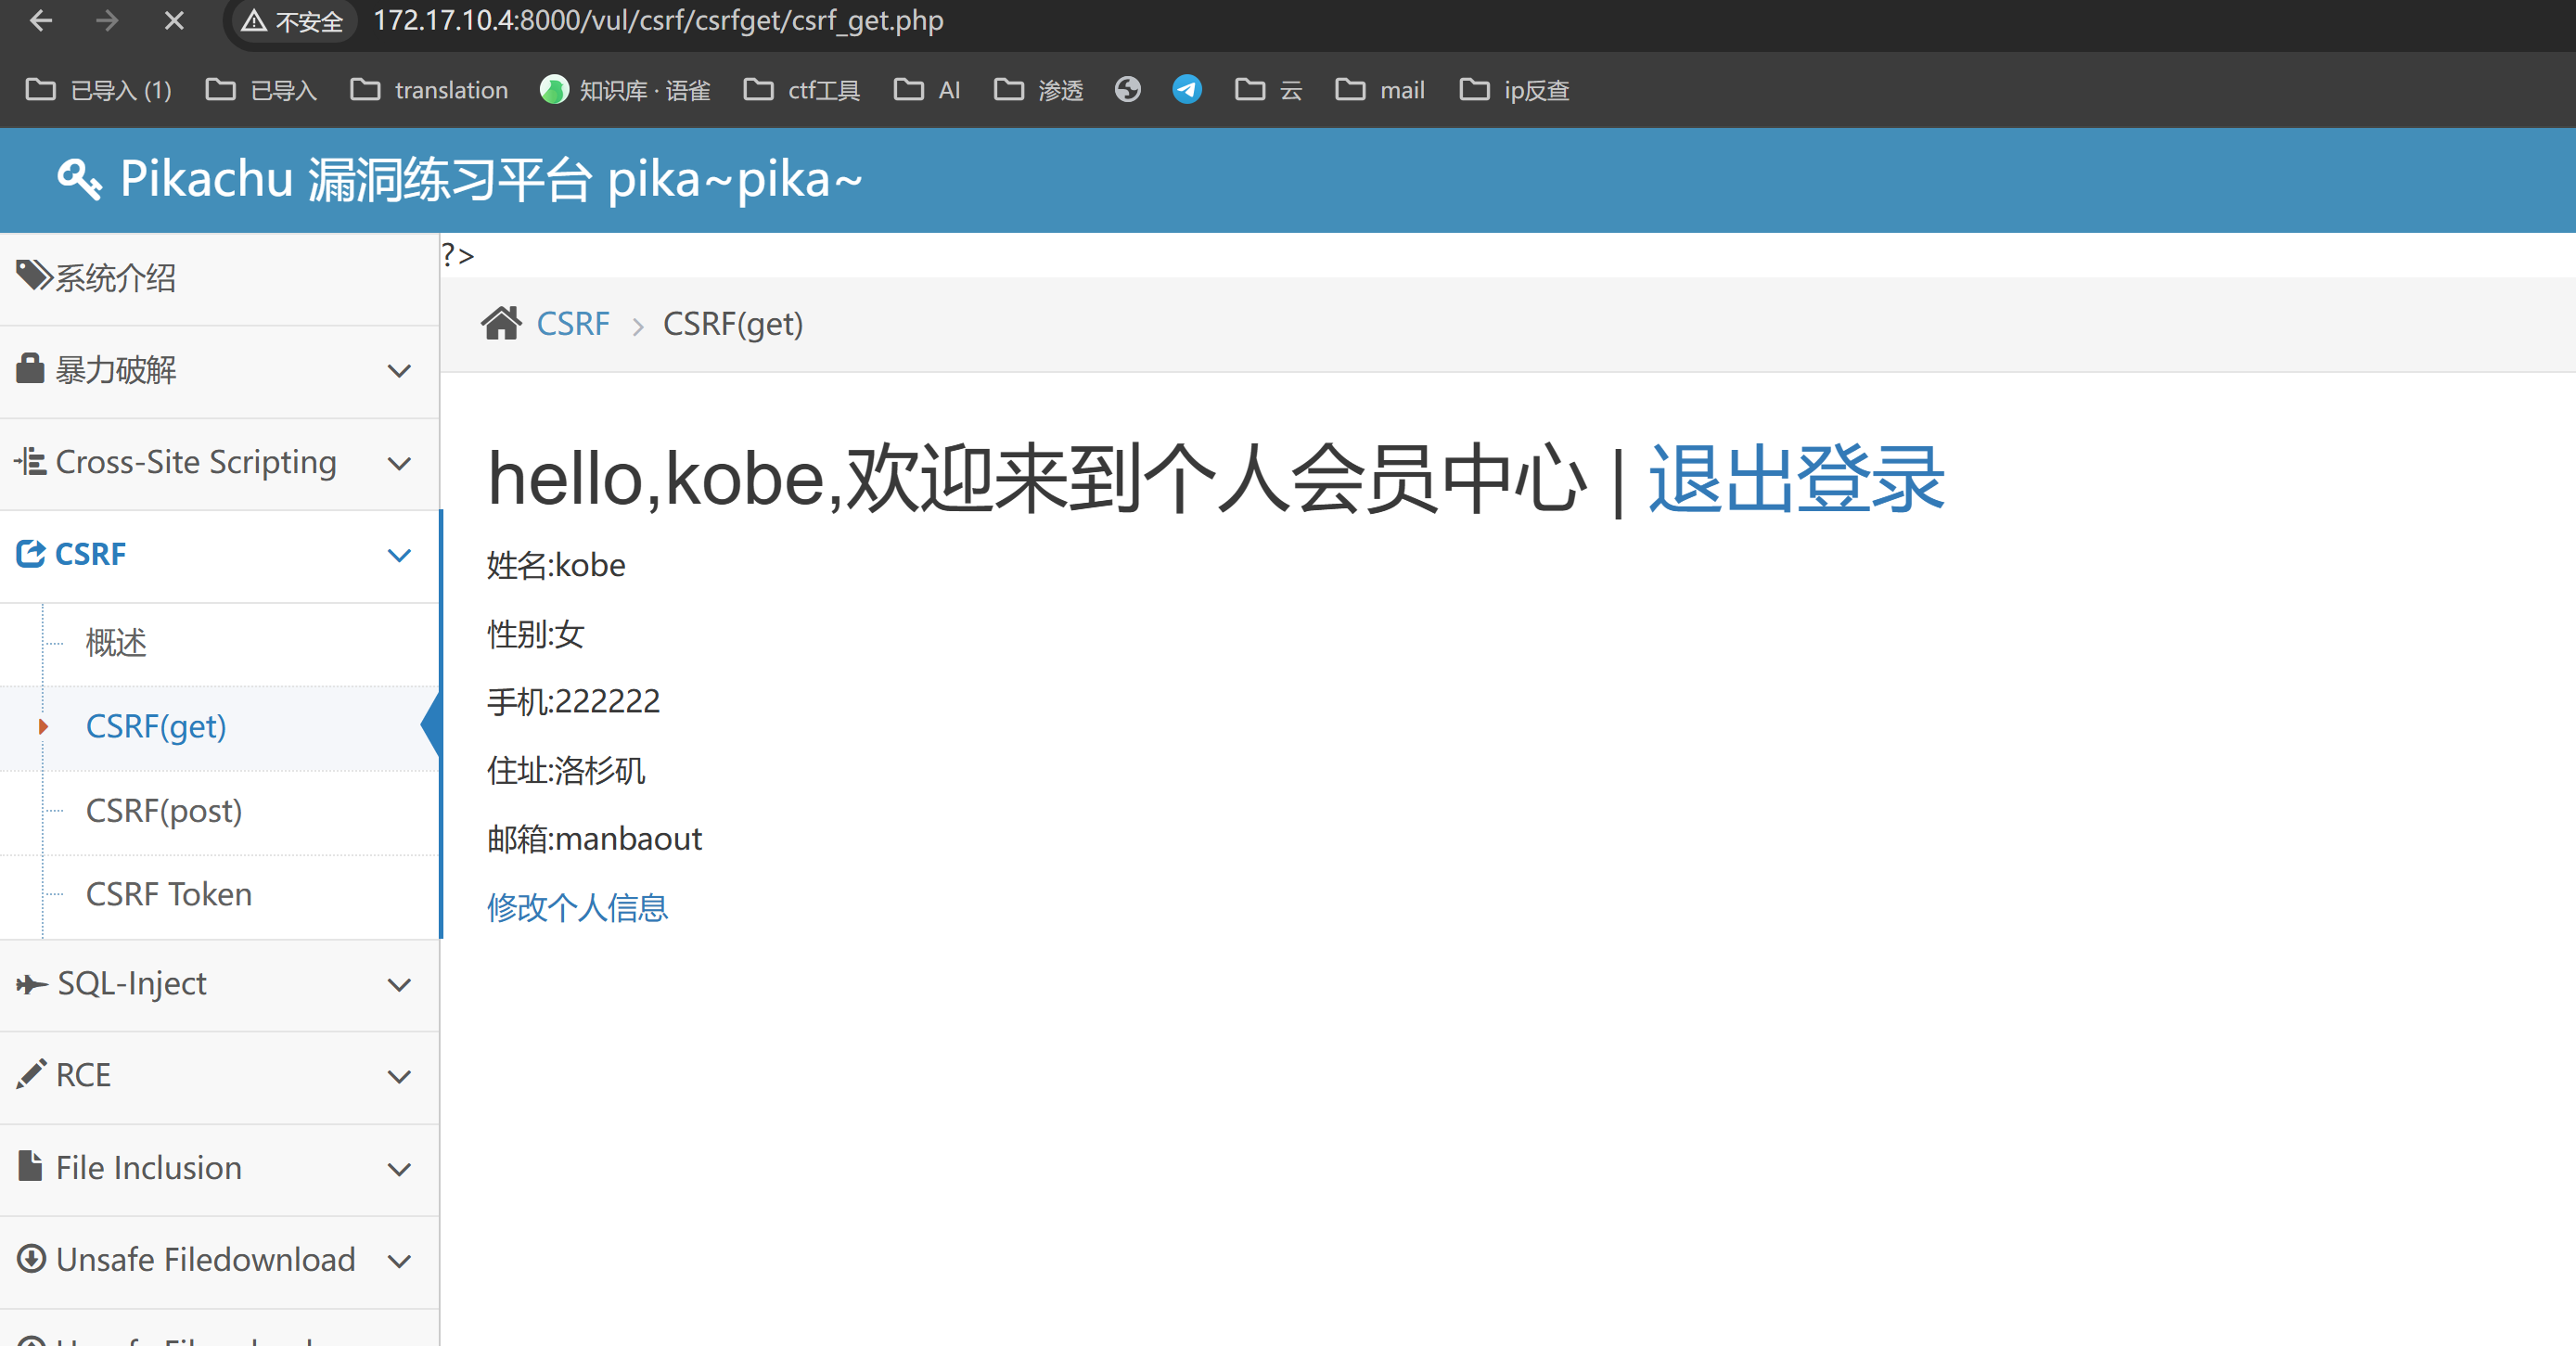 不安全 172.17.10.4:8000/vul/csrf/csrfget/csrf_get.php
已导入 (1) 已导入 translation 知识库 · 语雀 ctf工具 AI 渗透 云 mail ip反查
Pikachu 漏洞练习平台 pika~pika~
系统介绍
暴力破解
Cross-Site Scripting
CSRF
概述
CSRF(get)
CSRF(post)
CSRF Token
SQL-Inject
RCE
File Inclusion
Unsafe Filedownload
?>
CSRF > CSRF(get)
hello,kobe,欢迎来到个人会员中心 | 退出登录
姓名:kobe
性别:女
手机:222222
住址:洛杉矶
邮箱:manbaout
修改个人信息